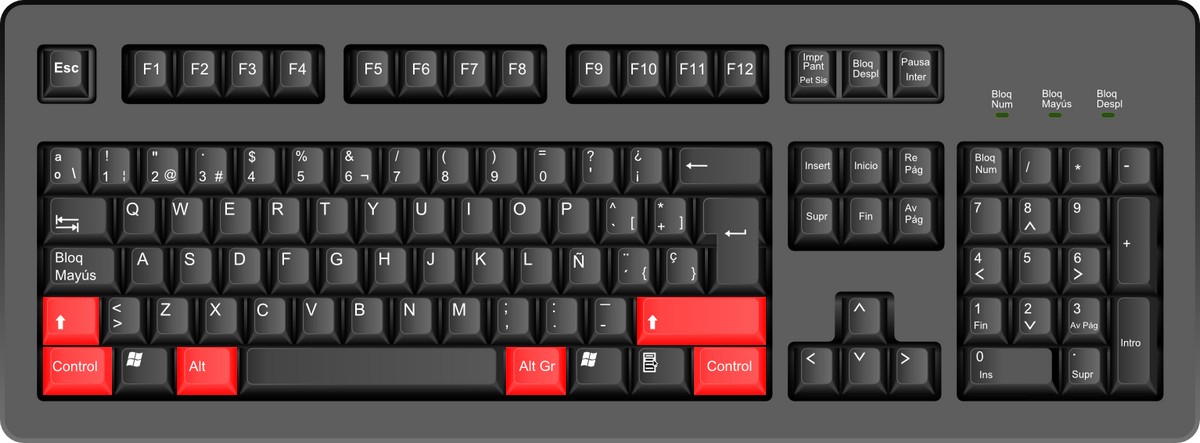 Esc F1 F2 F3 F4 F5 F6 F7 F8 F9 F10 F11 F12
Impr
Pant
Pet Sis
Bloq
Despl
Pausa
Inter
Bloq
Num
Bloq
Mayús
Bloq
Despl
a ! " · $ % & / ( ) = ? ¿
o \ 1 ¦ 2 @ 3 # 4 5 6 ¬ 7 8 9 0 ' ¡ ←
Q W E R T Y U I O P ^ *
` [ + ]
Bloq
Mayús
A S D F G H J K L Ñ ¨ ç
´ { }
<
>
Z X C V B N M ; : _
, . -
Control Alt Alt Gr Control
Insert Inicio Re
Pág
Supr Fin Av
Pág
^
< v >
Bloq
Num
/ * -
7 8 9 +
^
4 5 6
< >
1 2 3
Fin v Av Pág
Intro
0 .
Ins Supr